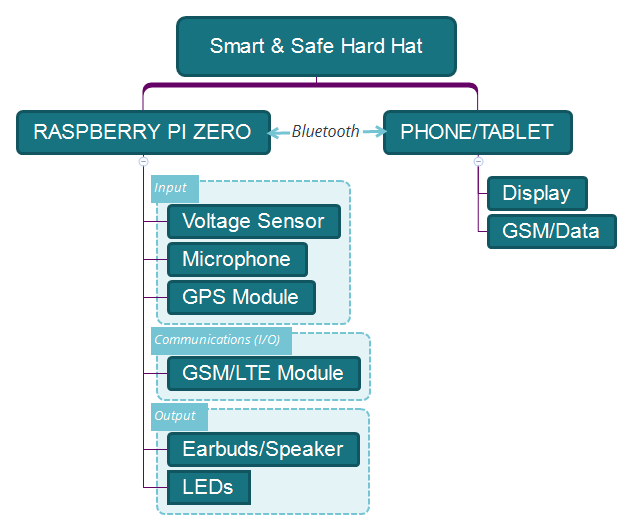 Smart & Safe Hard Hat
RASPBERRY PI ZERO
Bluetooth
PHONE/TABLET
Input
Voltage Sensor
Microphone
GPS Module
Communications (I/O)
GSM/LTE Module
Output
Earbuds/Speaker
LEDs
Display
GSM/Data